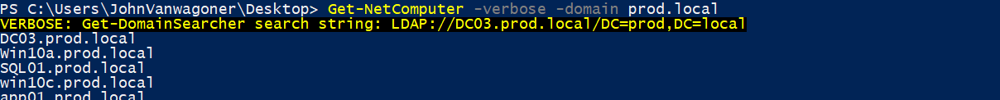 PS C:\Users\JohnVanwagoner\Desktop> Get-NetComputer -verbose -domain prod.local
VERBOSE: Get-DomainSearcher search string: LDAP://DC03.prod.local/DC=prod,DC=local
DC03.prod.local
Win10a.prod.local
SQL01.prod.local
win10c.prod.local
app01.prod.local